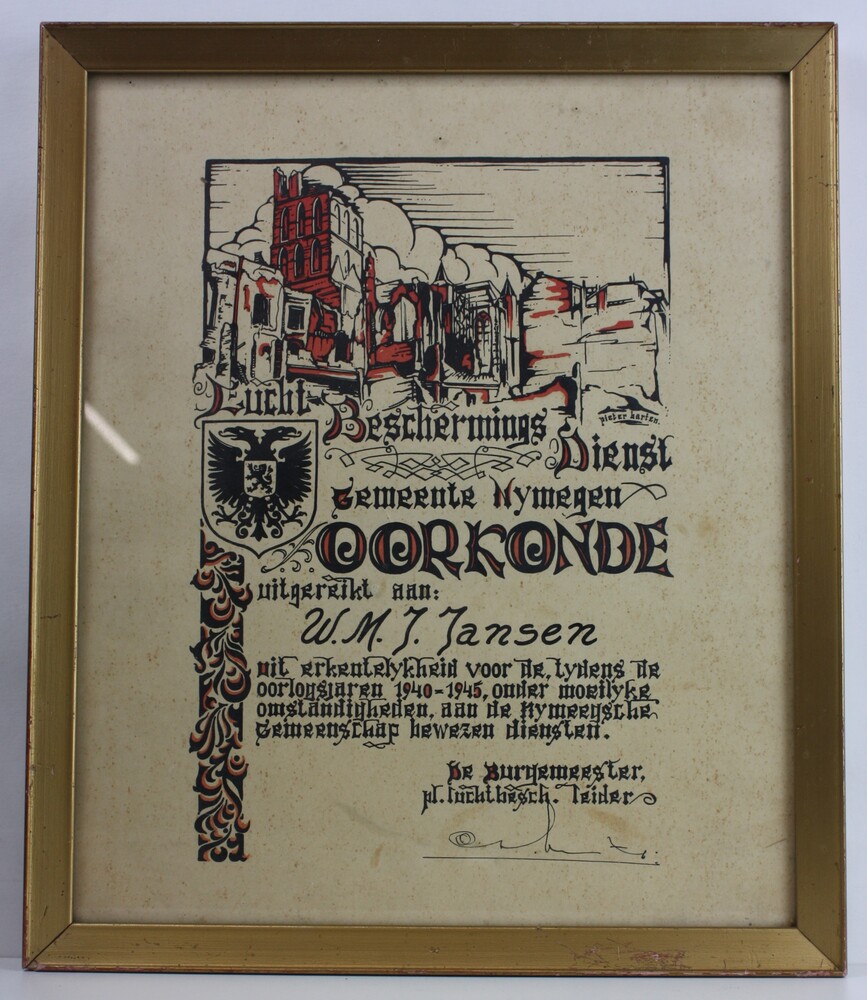 Lucht-
Beschermings
Dienst
pieter harten.
Gemeente Nymegen
OORKONDE
uitgereikt aan:
W. M. J. Jansen
uit erkentelykheid voor de, tydens de
oorlogsjaren 1940-1945, onder moeilyke
omstandigheden, aan de Nymeegsche
Gemeenschap bewezen diensten.
De Burgemeester,
pl. luchtbesch. leider